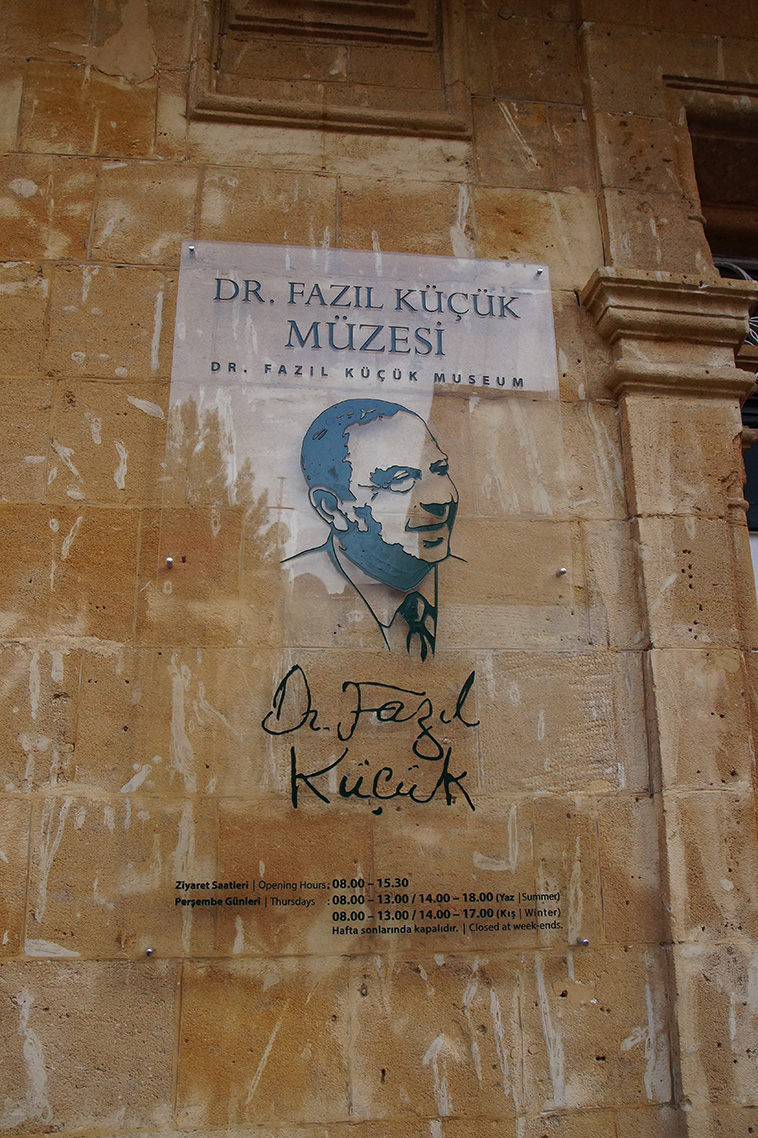 DR. FAZIL KÜÇÜK
MÜZESİ
DR. FAZIL KÜÇÜK MUSEUM
Dr. Fazıl
Küçük
Ziyaret Saatleri | Opening Hours : 08.00 – 15.30
Perşembe Günleri | Thursdays : 08.00 – 13.00 / 14.00 – 18.00 (Yaz | Summer)
08.00 – 13.00 / 14.00 – 17.00 (Kış | Winter)
Hafta sonlarında kapalıdır. | Closed at week-ends.